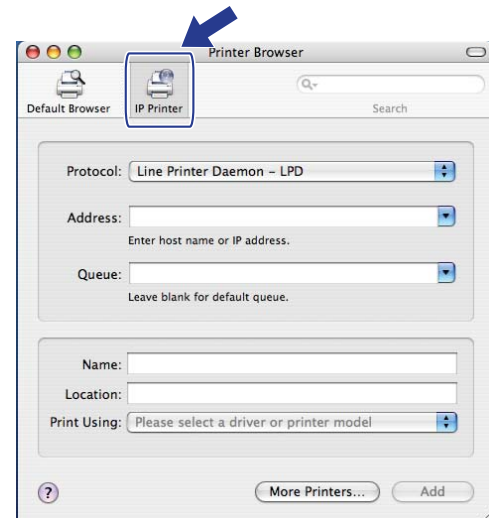 Printer Browser
Default Browser
IP Printer
Search
Protocol: Line Printer Daemon – LPD
Address:
Enter host name or IP address.
Queue:
Leave blank for default queue.
Name:
Location:
Print Using: Please select a driver or printer model
? More Printers... Add